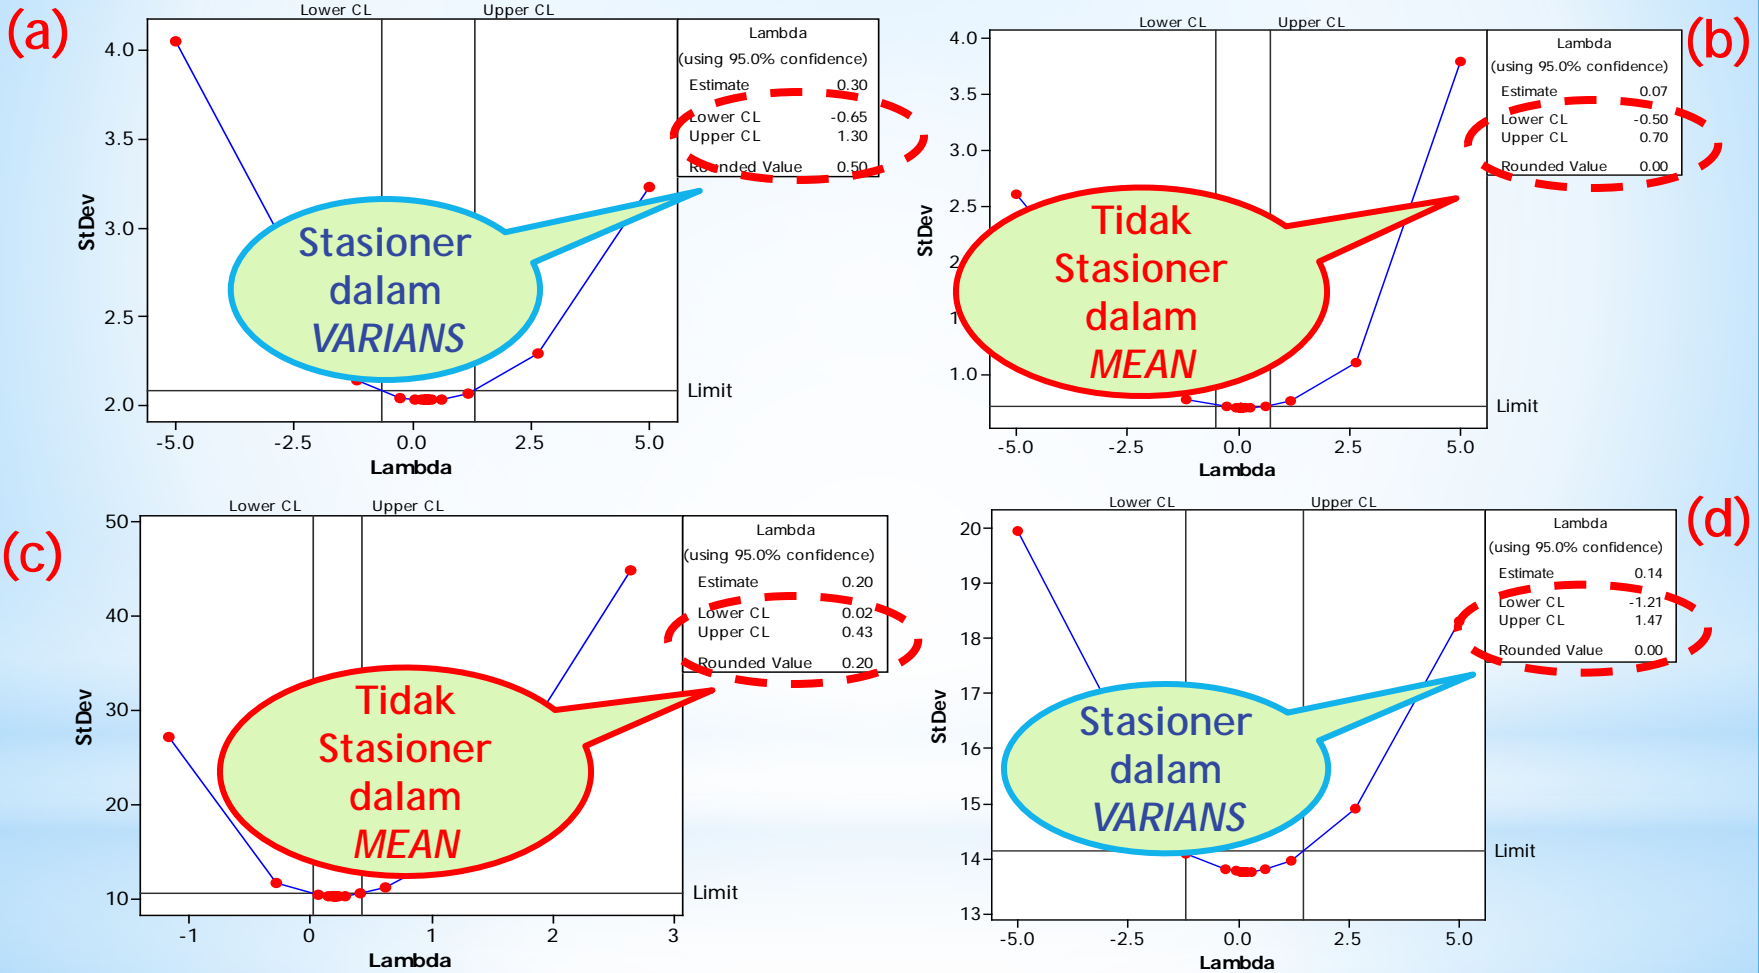 (a)
Lower CL
Upper CL
4.0
3.5
3.0
2.5
2.0
StDev
-5.0
-2.5
0.0
2.5
5.0
Lambda
Limit
Lambda
(using 95.0% confidence)
Estimate 0.30
Lower CL -0.65
Upper CL 1.30
Rounded Value 0.50
Stasioner
dalam
VARIANS
(b)
Lower CL
Upper CL
4.0
3.5
3.0
2.5
2
1
1.0
StDev
-5.0
-2.5
0.0
2.5
5.0
Lambda
Limit
Lambda
(using 95.0% confidence)
Estimate 0.07
Lower CL -0.50
Upper CL 0.70
Rounded Value 0.00
Tidak
Stasioner
dalam
MEAN
(c)
Lower CL
Upper CL
50
40
30
20
10
StDev
-1
0
1
2
3
Lambda
Limit
Lambda
(using 95.0% confidence)
Estimate 0.20
Lower CL 0.02
Upper CL 0.43
Rounded Value 0.20
Tidak
Stasioner
dalam
MEAN
(d)
Lower CL
Upper CL
20
19
18
17
16
15
14
13
StDev
-5.0
-2.5
0.0
2.5
5.0
Lambda
Limit
Lambda
(using 95.0% confidence)
Estimate 0.14
Lower CL -1.21
Upper CL 1.47
Rounded Value 0.00
Stasioner
dalam
VARIANS